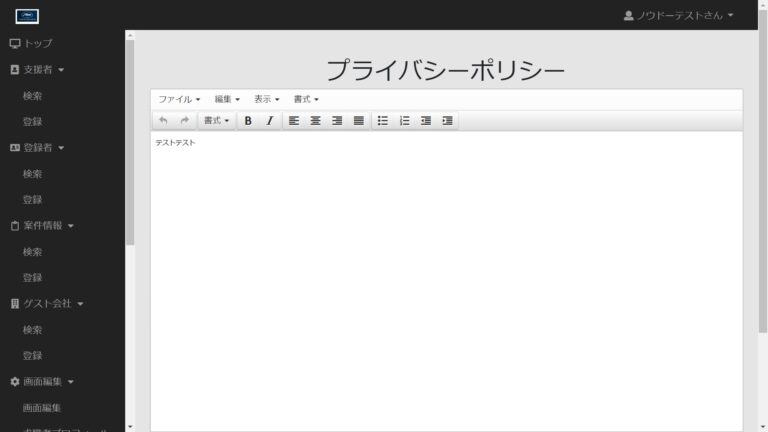 ノウドーテストさん
トップ
支援者
検索
登録
登録者
検索
登録
案件情報
検索
登録
ゲスト会社
検索
登録
画面編集
画面編集
プライバシーポリシー
ファイル 編集 表示 書式
書式 B I
テストテスト